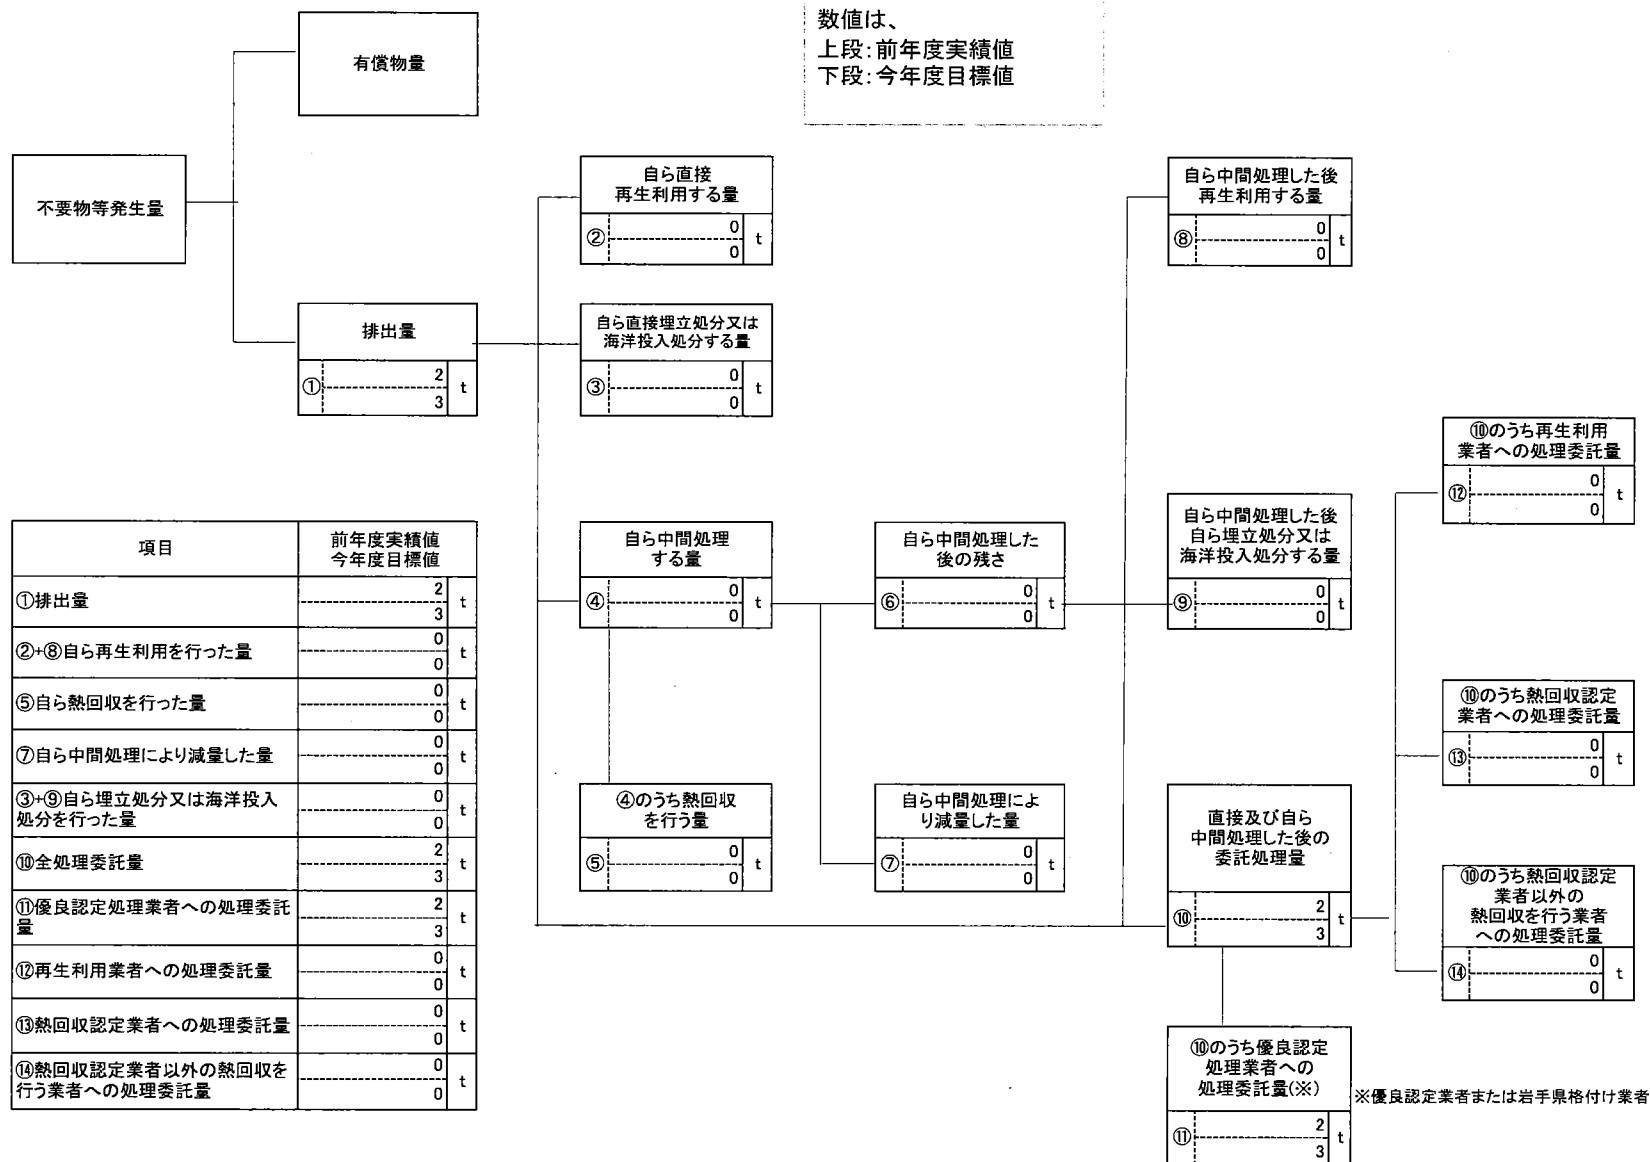 数値は、
上段：前年度実績値
下段：今年度目標値
有償物量
不要物等発生量
排出量
①
2
3
t
自ら直接
再生利用する量
②
0
0
t
自ら直接埋立処分又は
海洋投入処分する量
③
0
0
t
自ら中間処理
する量
④
0
0
t
④のうち熱回収
を行う量
⑤
0
0
t
自ら中間処理した
後の残さ
⑥
0
0
t
自ら中間処理によ
り減量した量
⑦
0
0
t
自ら中間処理した後
再生利用する量
⑧
0
0
t
自ら中間処理した後
自ら埋立処分又は
海洋投入処分する量
⑨
0
0
t
直接及び自ら
中間処理した後の
委託処理量
⑩
2
3
t
⑩のうち優良認定
処理業者への
処理委託量(※)
⑪
2
3
t
※優良認定業者または岩手県格付け業者
⑩のうち再生利用
業者への処理委託量
⑫
0
0
t
⑩のうち熱回収認定
業者への処理委託量
⑬
0
0
t
⑩のうち熱回収認定
業者以外の
熱回収を行う業者
への処理委託量
⑭
0
0
t
項目
前年度実績値
今年度目標値
①排出量
2
3
t
②+⑧自ら再生利用を行った量
0
0
t
⑤自ら熱回収を行った量
0
0
t
⑦自ら中間処理により減量した量
0
0
t
③+⑨自ら埋立処分又は海洋投入
処分を行った量
0
0
t
⑩全処理委託量
2
3
t
⑪優良認定処理業者への処理委託
量
2
3
t
⑫再生利用業者への処理委託量
0
0
t
⑬熱回収認定業者への処理委託量
0
0
t
⑭熱回収認定業者以外の熱回収を
行う業者への処理委託量
0
0
t